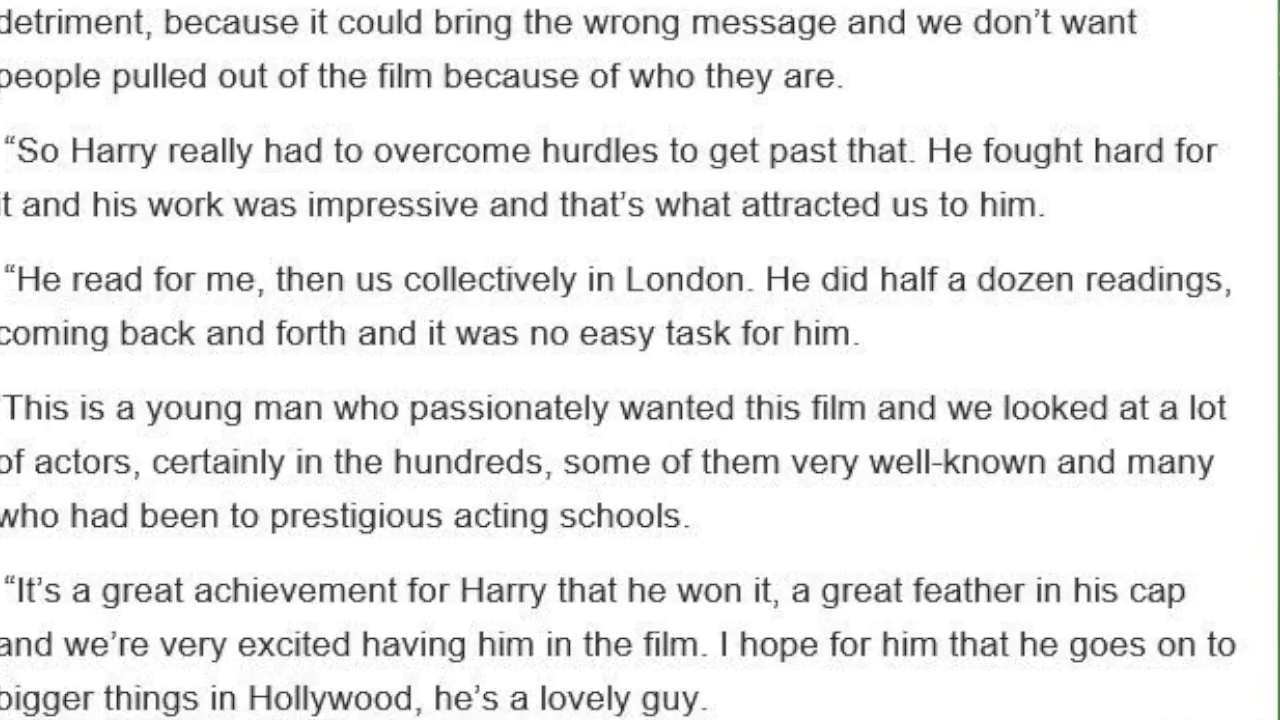 detriment, because it could bring the wrong message and we don’t want
people pulled out of the film because of who they are.
“So Harry really had to overcome hurdles to get past that. He fought hard for
it and his work was impressive and that’s what attracted us to him.
“He read for me, then us collectively in London. He did half a dozen readings,
coming back and forth and it was no easy task for him.
'This is a young man who passionately wanted this film and we looked at a lot
of actors, certainly in the hundreds, some of them very well-known and many
who had been to prestigious acting schools.
“It’s a great achievement for Harry that he won it, a great feather in his cap
and we’re very excited having him in the film. I hope for him that he goes on to
bigger things in Hollywood, he’s a lovely guy.